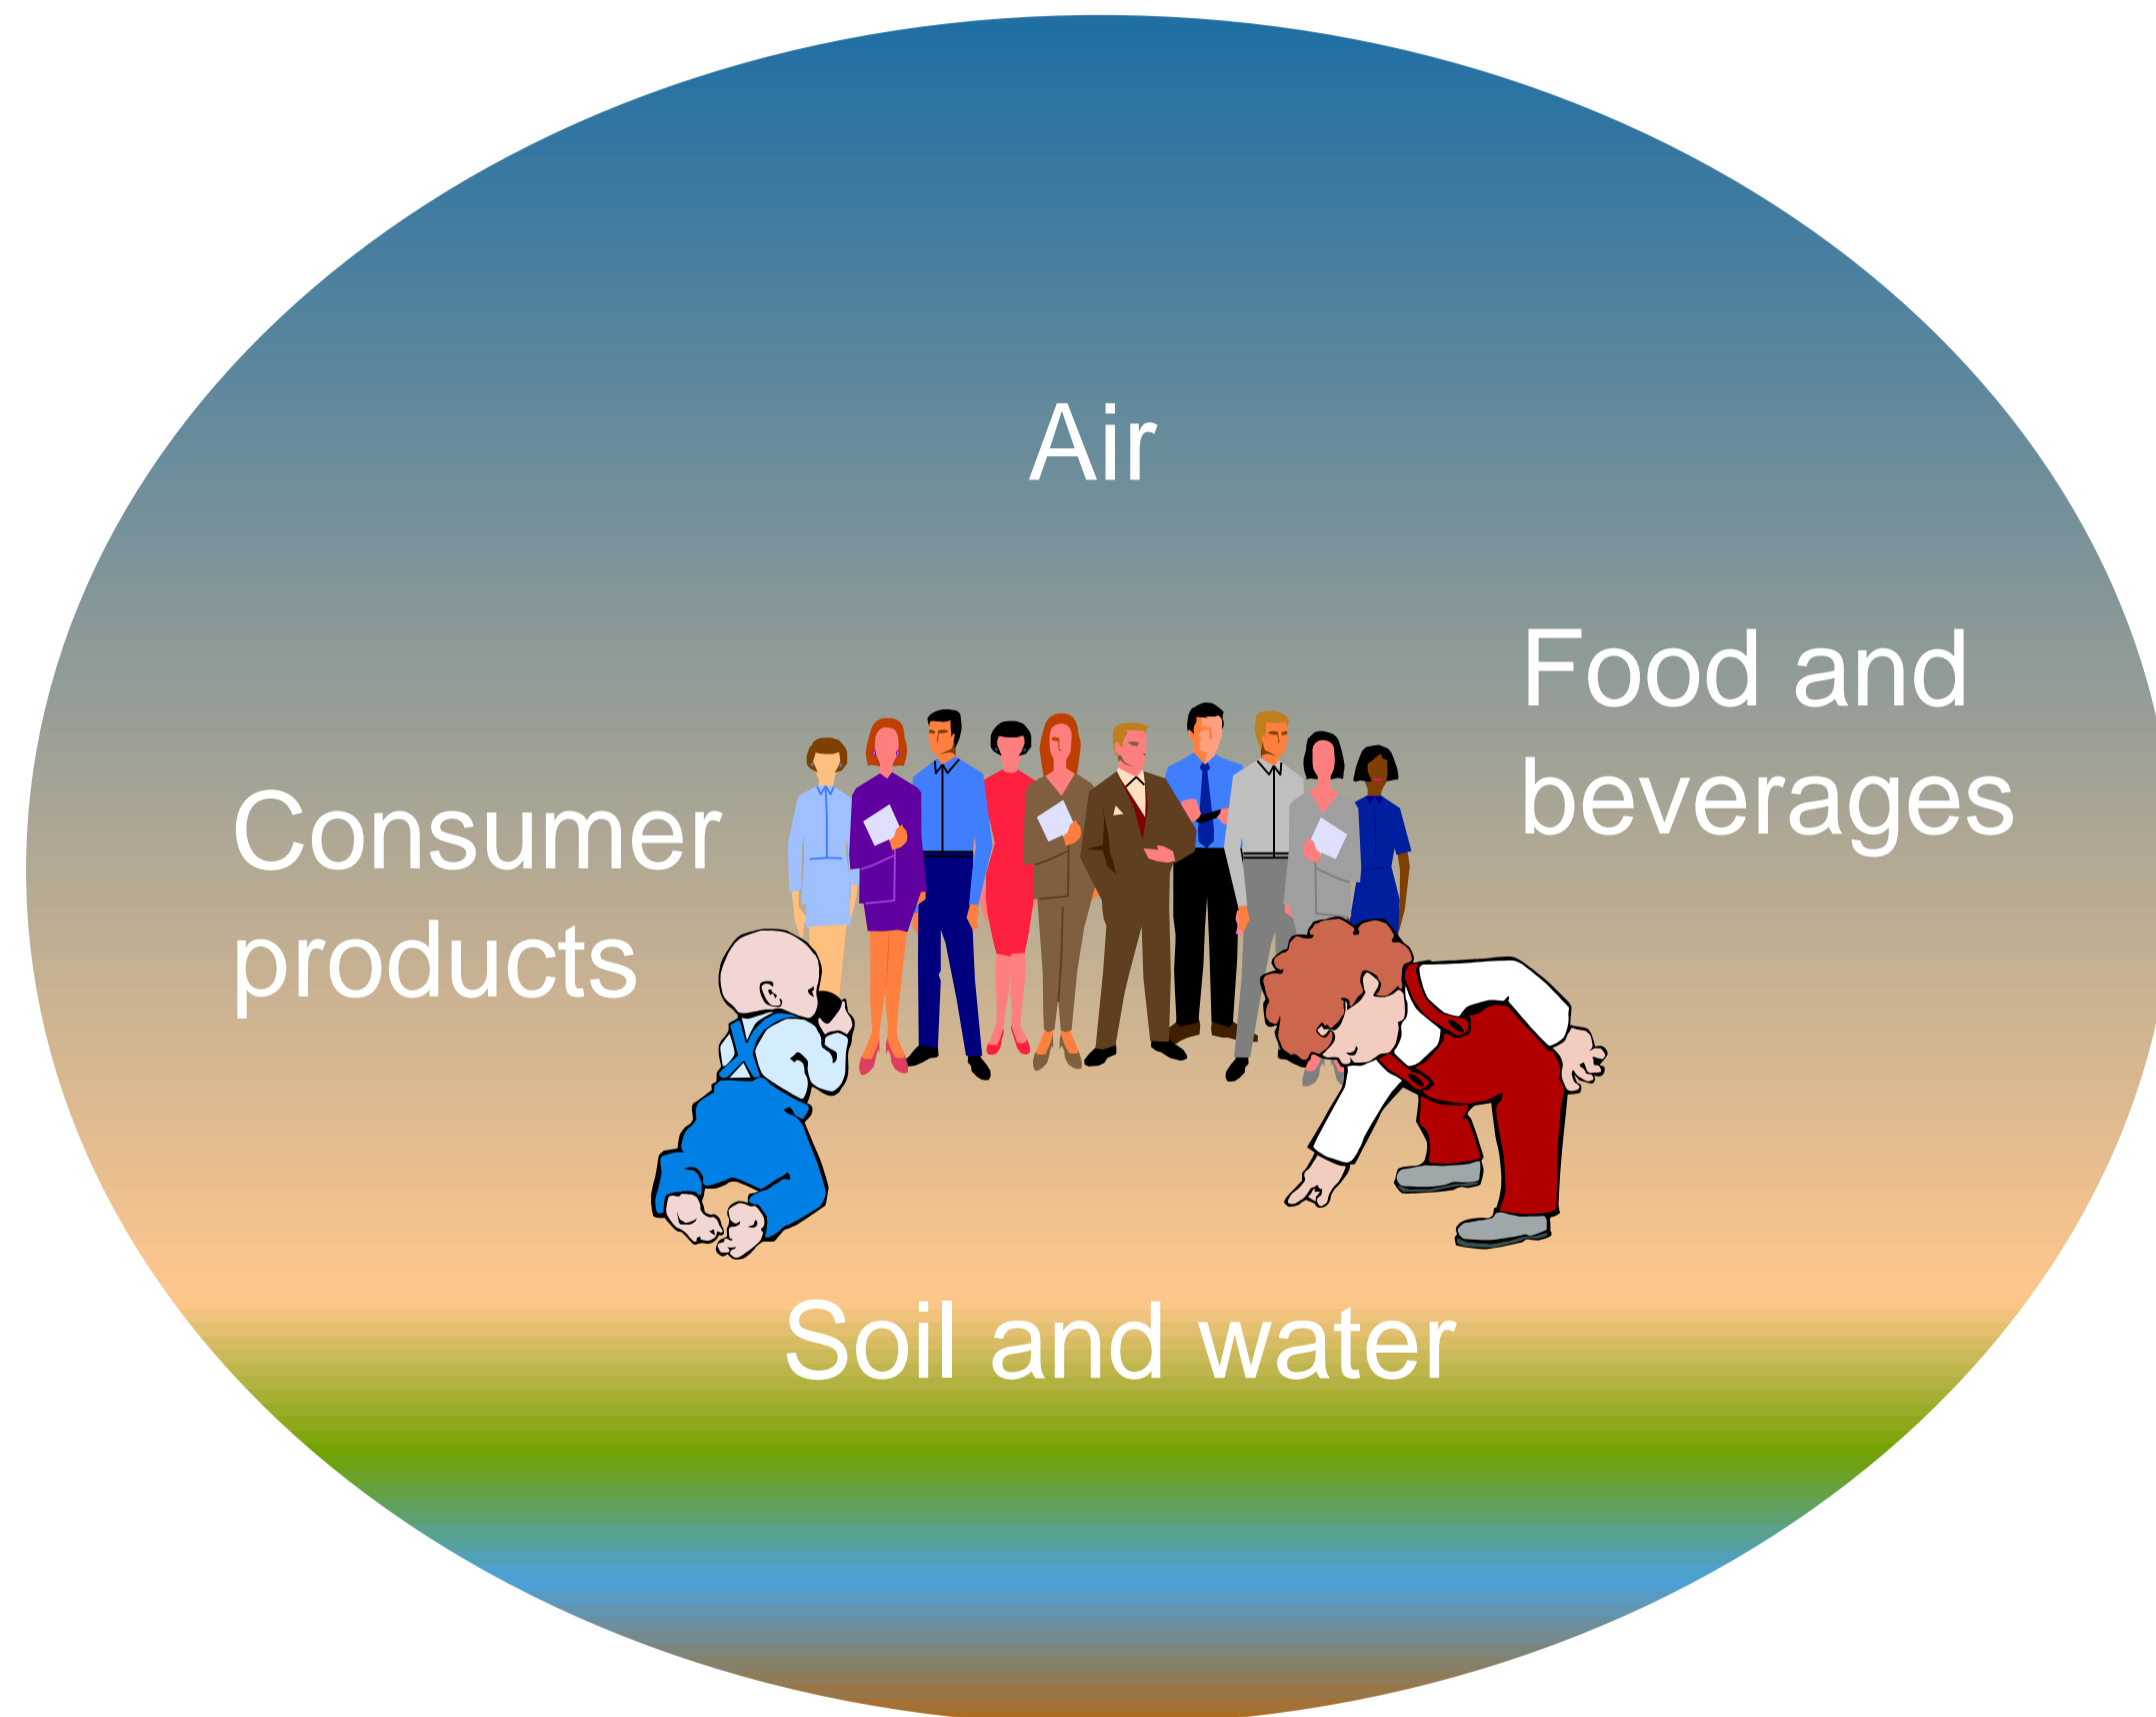 Air
Food and
beverages
Consumer
products
Soil and water